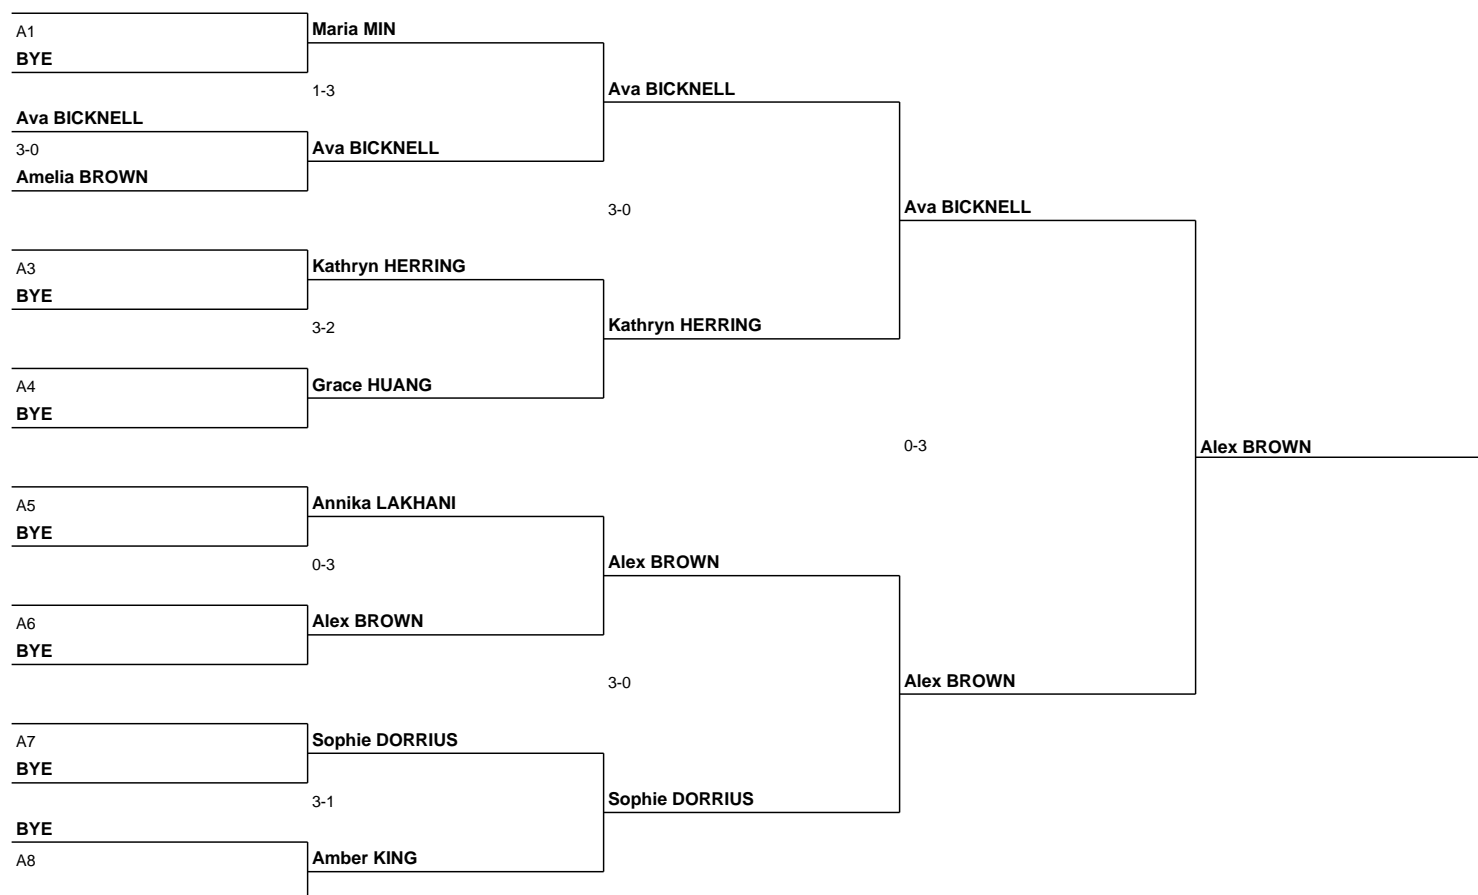 A1
BYE
Maria MIN
1-3
Ava BICKNELL
Ava BICKNELL
3-0
Amelia BROWN
Ava BICKNELL
3-0
Ava BICKNELL
A3
BYE
Kathryn HERRING
3-2
Kathryn HERRING
A4
BYE
Grace HUANG
0-3
Alex BROWN
A5
BYE
Annika LAKHANI
0-3
Alex BROWN
A6
BYE
Alex BROWN
3-0
Alex BROWN
A7
BYE
Sophie DORRIUS
3-1
Sophie DORRIUS
BYE
A8
Amber KING